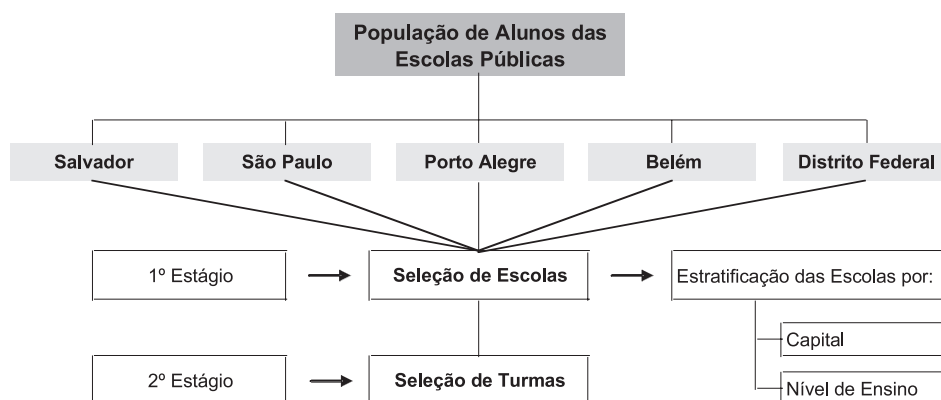 População de Alunos das
Escolas Públicas
Salvador
São Paulo
Porto Alegre
Belém
Distrito Federal
1º Estágio
Seleção de Escolas
Estratificação das Escolas por:
Capital
2º Estágio
Seleção de Turmas
Nível de Ensino